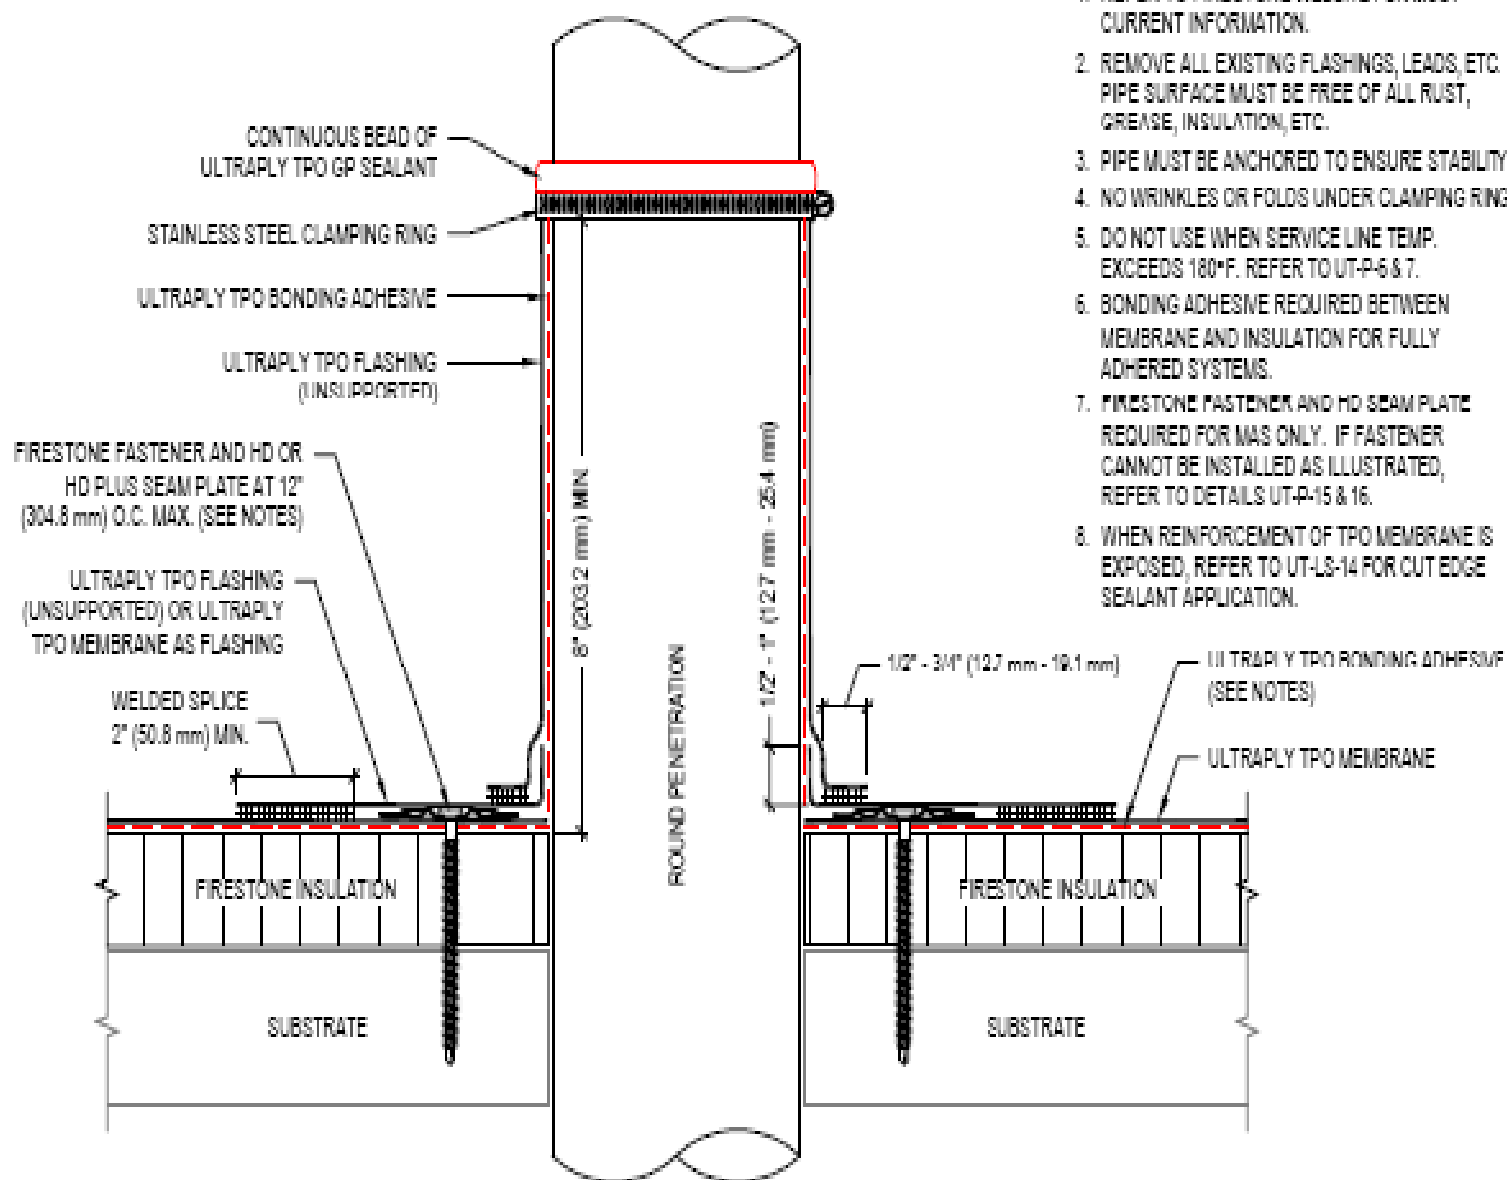 CURRENT INFORMATION.
2. REMOVE ALL EXISTING FLASHINGS, LEADS, ETC.
PIPE SURFACE MUST BE FREE OF ALL RUST,
GREASE, INSULATION, ETC.
3. PIPE MUST BE ANCHORED TO ENSURE STABILITY
4. NO WRINKLES OR FOLDS UNDER CLAMPING RING
5. DO NOT USE WHEN SERVICE LINE TEMP.
EXCEEDS 180°F. REFER TO UT-P-6 & 7.
6. BONDING ADHESIVE REQUIRED BETWEEN
MEMBRANE AND INSULATION FOR FULLY
ADHERED SYSTEMS.
7. FIRESTONE FASTENER AND HD SEAM PLATE
REQUIRED FOR MAS ONLY. IF FASTENER
CANNOT BE INSTALLED AS ILLUSTRATED,
REFER TO DETAILS UT-P-15 & 16.
8. WHEN REINFORCEMENT OF TPO MEMBRANE IS
EXPOSED, REFER TO UT-LS-14 FOR CUT EDGE
SEALANT APPLICATION.
CONTINUOUS BEAD OF
ULTRAPLY TPO GP SEALANT
STAINLESS STEEL CLAMPING RING
ULTRAPLY TPO BONDING ADHESIVE
ULTRAPLY TPO FLASHING
(UNSUPPORTED)
FIRESTONE FASTENER AND HD OR
HD PLUS SEAM PLATE AT 12"
(304.8 mm) O.C. MAX. (SEE NOTES)
ULTRAPLY TPO FLASHING
(UNSUPPORTED) OR ULTRAPLY
TPO MEMBRANE AS FLASHING
WELDED SPLICE
2" (50.8 mm) MIN.
8" (203.2 mm) MIN.
ROUND PENETRATION
1/2" - 1" (12.7 mm - 25.4 mm)
1/2" - 3/4" (12.7 mm - 19.1 mm)
ULTRAPLY TPO BONDING ADHESIVE
(SEE NOTES)
ULTRAPLY TPO MEMBRANE
FIRESTONE INSULATION
FIRESTONE INSULATION
SUBSTRATE
SUBSTRATE